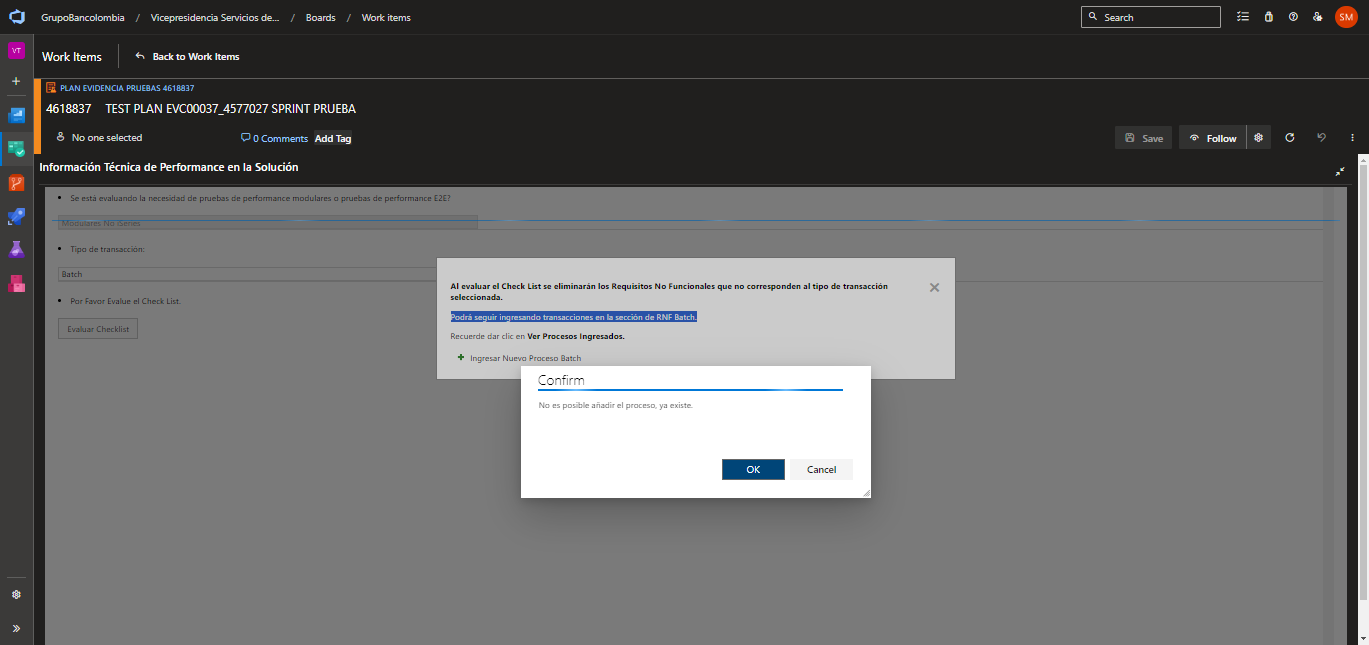 GrupoBancolombia / Vicepresidencia Servicios de... / Boards / Work items
Search
SM
VT
Work Items
Back to Work Items
PLAN EVIDENCIA PRUEBAS 4618837
4618837 TEST PLAN EVC00037_4577027 SPRINT PRUEBA
No one selected
0 Comments
Add Tag
Save
Follow
Información Técnica de Performance en la Solución
Se está evaluando la necesidad de pruebas de performance modulares o pruebas de performance E2E?
Modulares No Itsenes
Tipo de transacción:
Batch
Por Favor Evalue el Check List.
Evaluar Checklist
Al evaluar el Check List se eliminarán los Requisitos No Funcionales que no corresponden al tipo de transacción
seleccionada.
Podrá seguir ingresando transacciones en la sección de RNF Batch.
Recuerde dar clic en Ver Procesos Ingresados.
Ingresar Nuevo Proceso Batch
Confirm
No es posible añadir el proceso, ya existe.
OK
Cancel